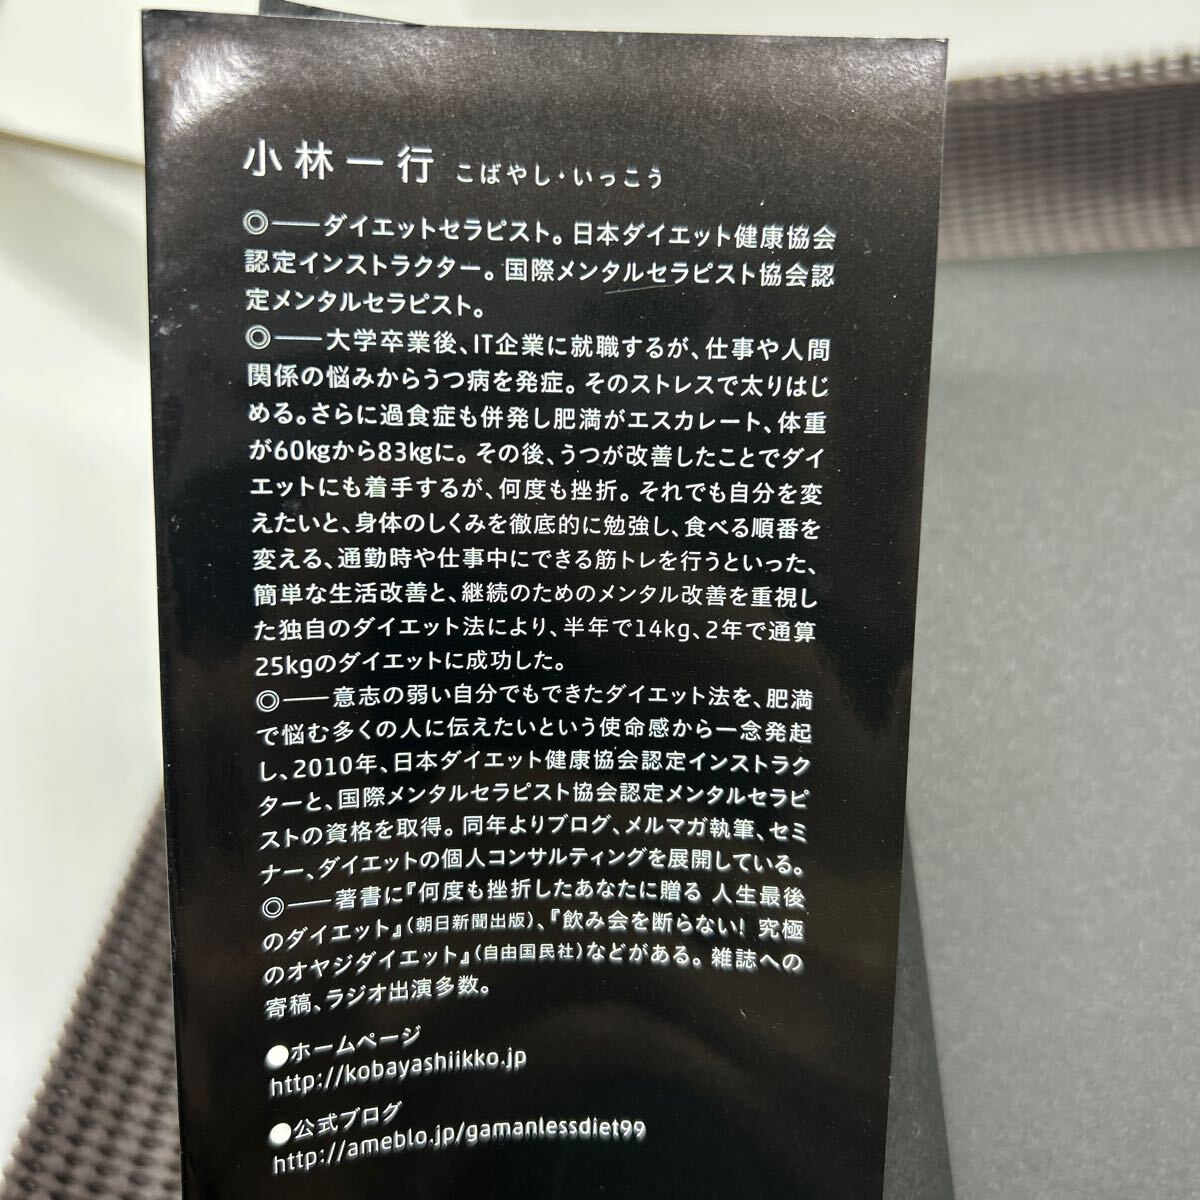 小林一行 こばやし・いっこう
◎——ダイエットセラピスト。日本ダイエット健康協会
認定インストラクター。国際メンタルセラピスト協会認
定メンタルセラピスト。
◎——大学卒業後、IT企業に就職するが、仕事や人間
関係の悩みからうつ病を発症。そのストレスで太りはじ
める。さらに過食症も併発し肥満がエスカレート、体重
が60kgから83kgに。その後、うつが改善したことでダイ
エットにも着手するが、何度も挫折。それでも自分を変
えたいと、身体のしくみを徹底的に勉強し、食べる順番を
変える、通勤時や仕事中にできる筋トレを行うといった、
簡単な生活改善と、継続のためのメンタル改善を重視し
た独自のダイエット法により、半年で14kg、2年で通算
25kgのダイエットに成功した。
◎——意志の弱い自分でもできたダイエット法を、肥満
で悩む多くの人に伝えたいという使命感から一念発起
し、2010年、日本ダイエット健康協会認定インストラク
ターと、国際メンタルセラピスト協会認定メンタルセラピ
ストの資格を取得。同年よりブログ、メルマガ執筆、セミ
ナー、ダイエットの個人コンサルティングを展開している。
◎——著書に『何度も挫折したあなたに贈る 人生最後
のダイエット』(朝日新聞出版)、『飲み会を断らない! 究極
のオヤジダイエット』(自由国民社)などがある。雑誌への
寄稿、ラジオ出演多数。
●ホームページ
http://kobayashiikko.jp
●公式ブログ
http://ameblo.jp/gamanlessdiet99